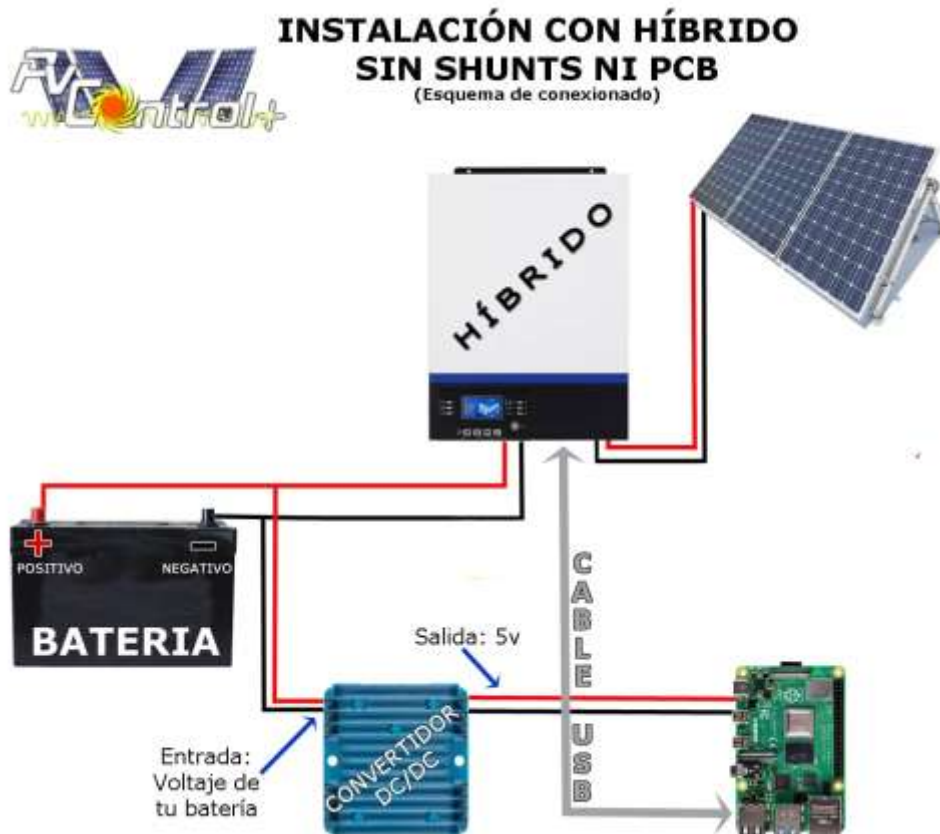 INSTALACIÓN CON HÍBRIDO
SIN SHUNTS NI PCB
(Esquema de conexionado)
PvControl+
HÍBRIDO
+
-
POSITIVO
NEGATIVO
BATERIA
Salida: 5v
CABLE USB
Entrada:
Voltaje de
tu batería
CONVERTIDOR
DC/DC